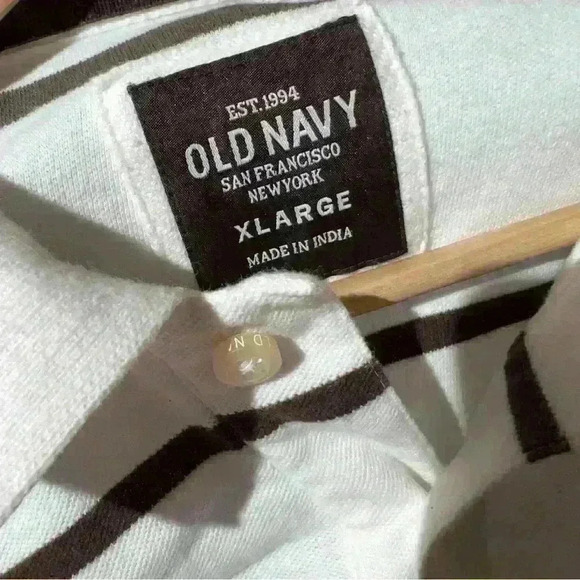 EST.1994
OLD NAVY
SAN FRANCISCO
NEWYORK
XLARGE
MADE IN INDIA
D N